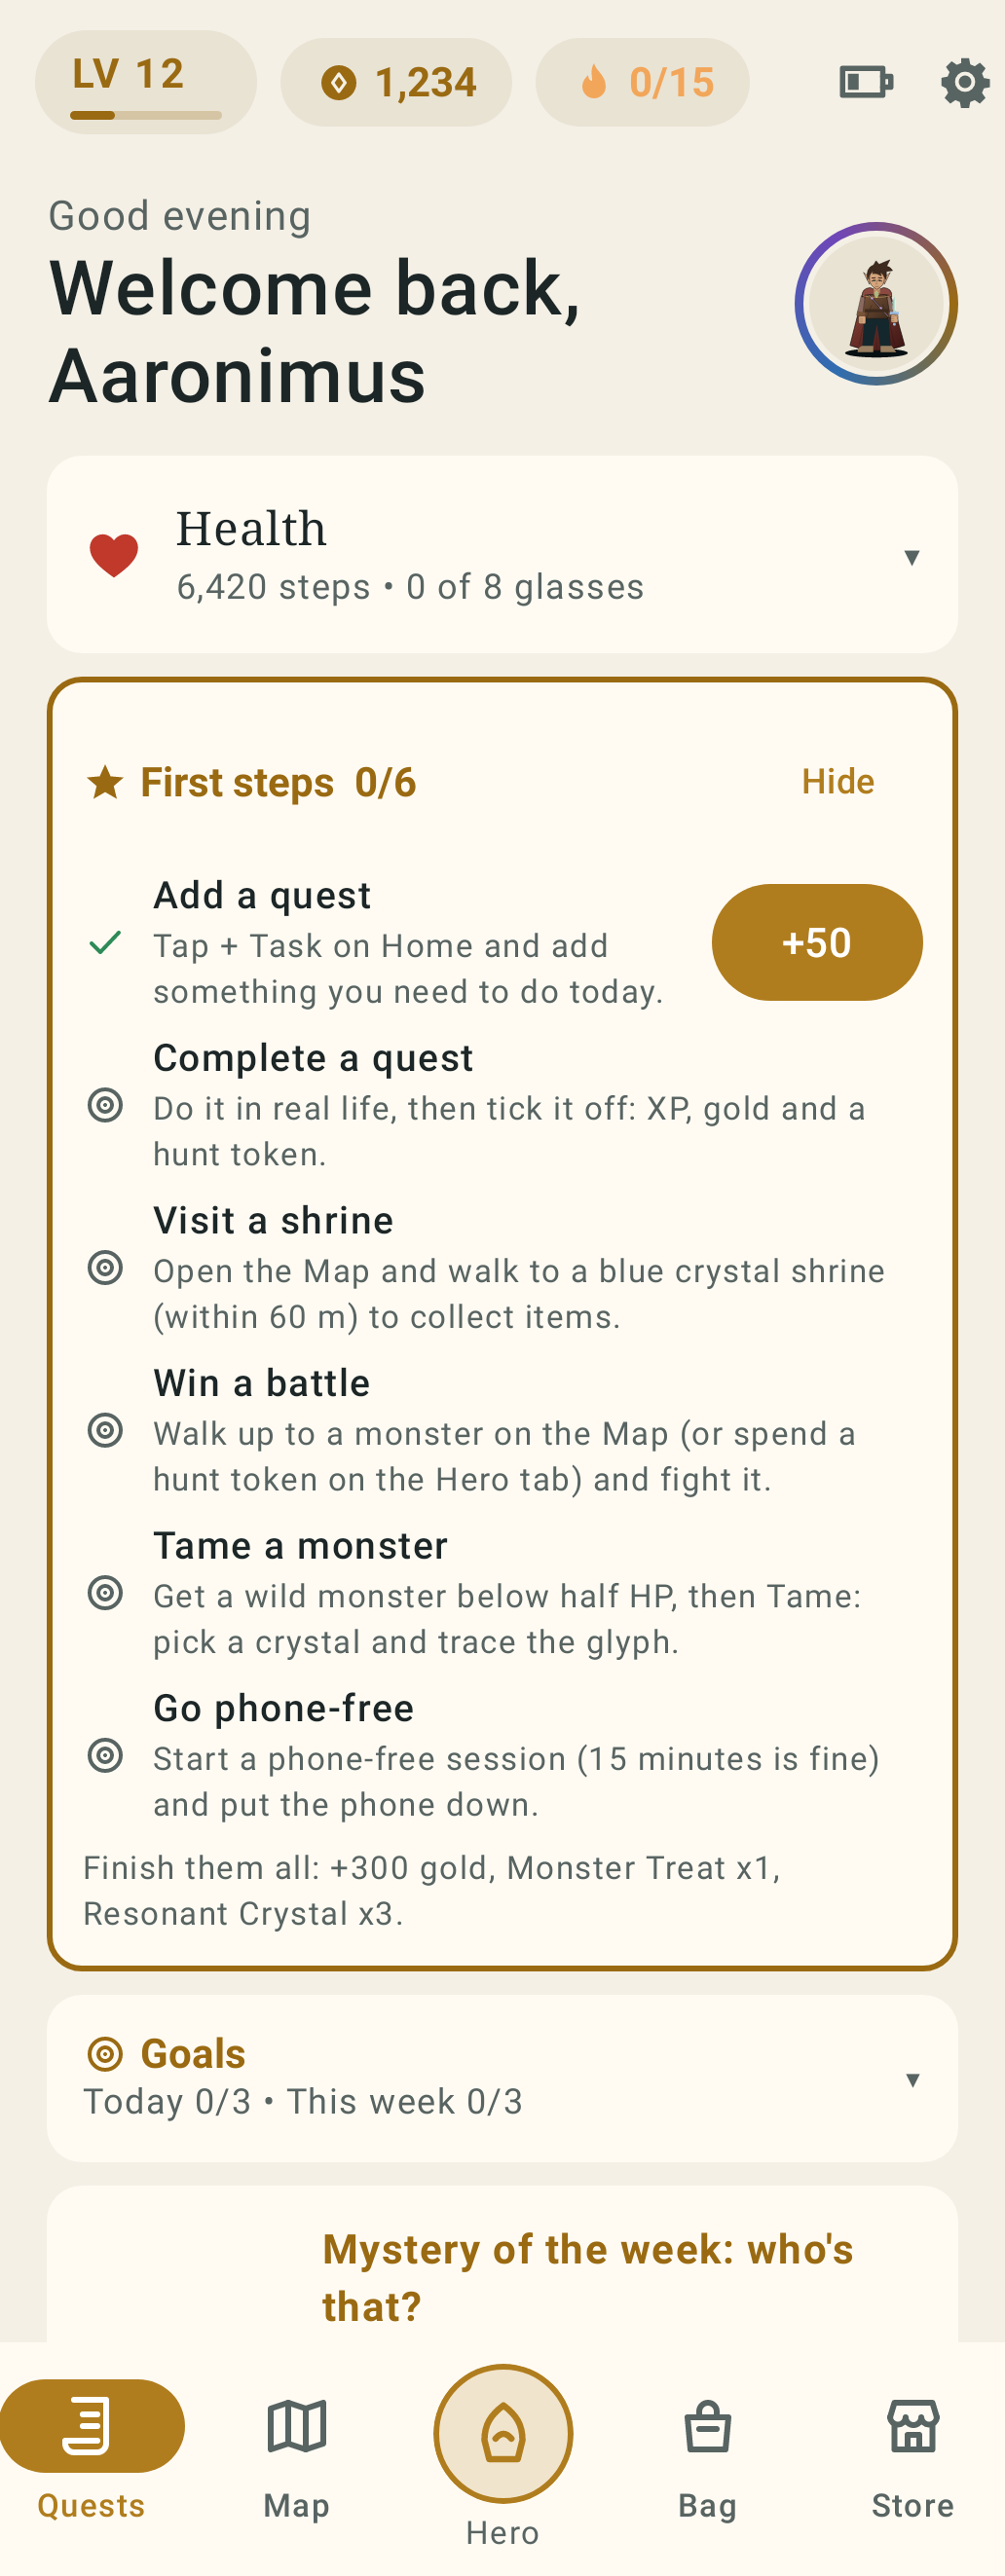 LV 12
1,234
0/15
Good evening
Welcome back,
Aaronimus
Health
6,420 steps • 0 of 8 glasses
First steps 0/6
Hide
Add a quest
Tap + Task on Home and add
something you need to do today.
+50
Complete a quest
Do it in real life, then tick it off: XP, gold and a
hunt token.
Visit a shrine
Open the Map and walk to a blue crystal shrine
(within 60 m) to collect items.
Win a battle
Walk up to a monster on the Map (or spend a
hunt token on the Hero tab) and fight it.
Tame a monster
Get a wild monster below half HP, then Tame:
pick a crystal and trace the glyph.
Go phone-free
Start a phone-free session (15 minutes is fine)
and put the phone down.
Finish them all: +300 gold, Monster Treat x1,
Resonant Crystal x3.
Goals
Today 0/3 • This week 0/3
Mystery of the week: who's
that?
Quests
Map
Hero
Bag
Store